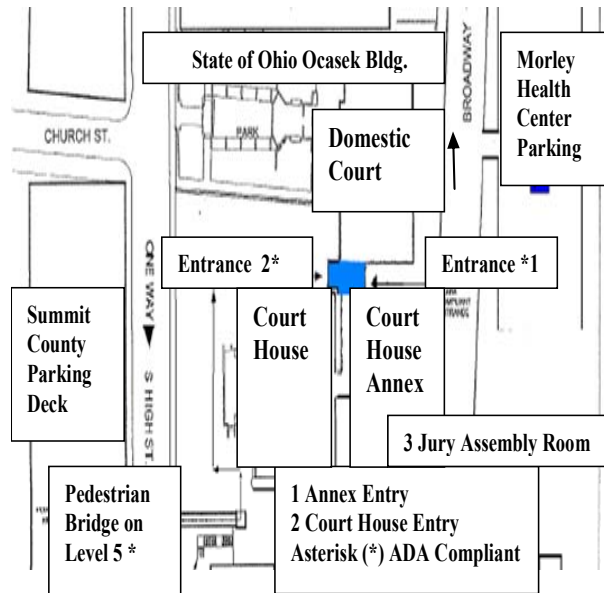 State of Ohio Ocasek Bldg.
BROADWAY
Morley
Health
Center
Parking
CHURCH ST.
PARK
Domestic
Court
Entrance 2*
Entrance *1
ONE WAY
S HIGH ST.
Summit
County
Parking
Deck
Court
House
Court
House
Annex
3 Jury Assembly Room
Pedestrian
Bridge on
Level 5 *
1 Annex Entry
2 Court House Entry
Asterisk (*) ADA Compliant